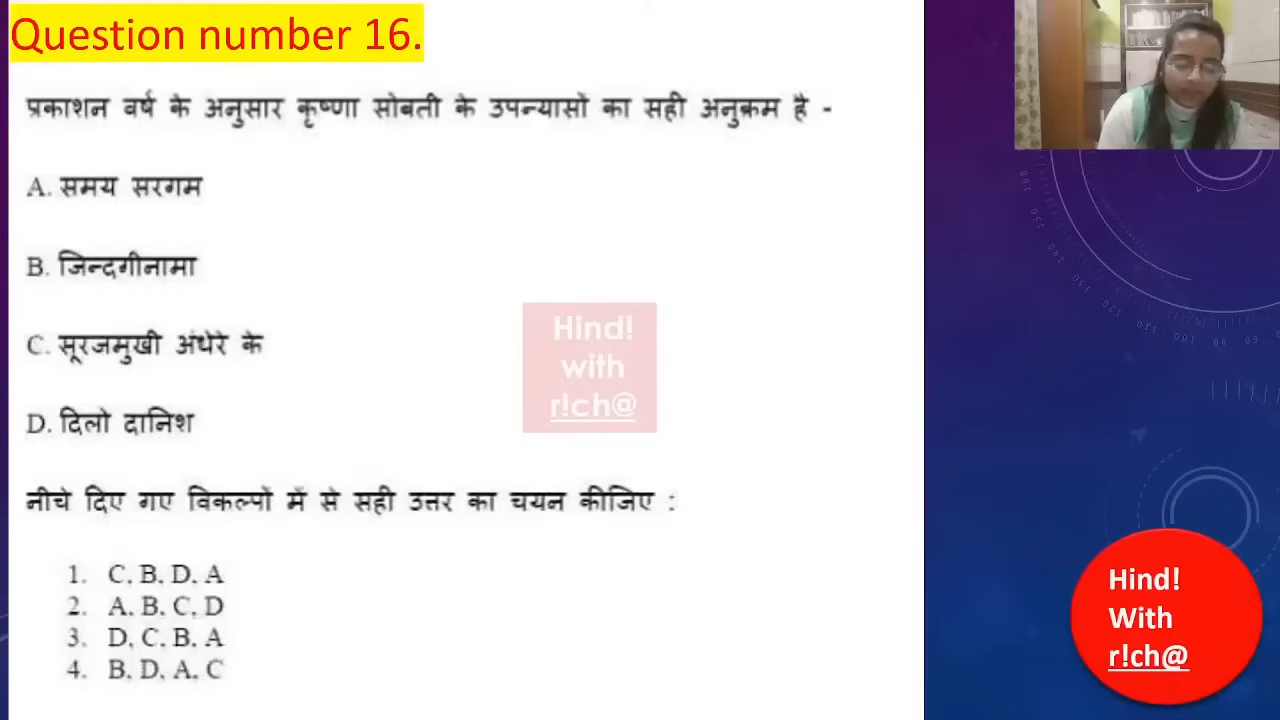 Question number 16.
प्रकाशन वर्ष के अनुसार कृष्णा सोबती के उपन्यासों का सही अनुक्रम है -
A. समय सरगम
B. जिन्दगीनामा
C. सूरजमुखी अंधेरे के
D. दिलो दानिश
नीचे दिए गए विकल्पों में से सही उत्तर का चयन कीजिए :
1. C, B, D, A
2. A, B, C, D
3. D, C, B, A
4. B, D, A, C
Hind!
with
r!ch@
Hind!
With
r!ch@